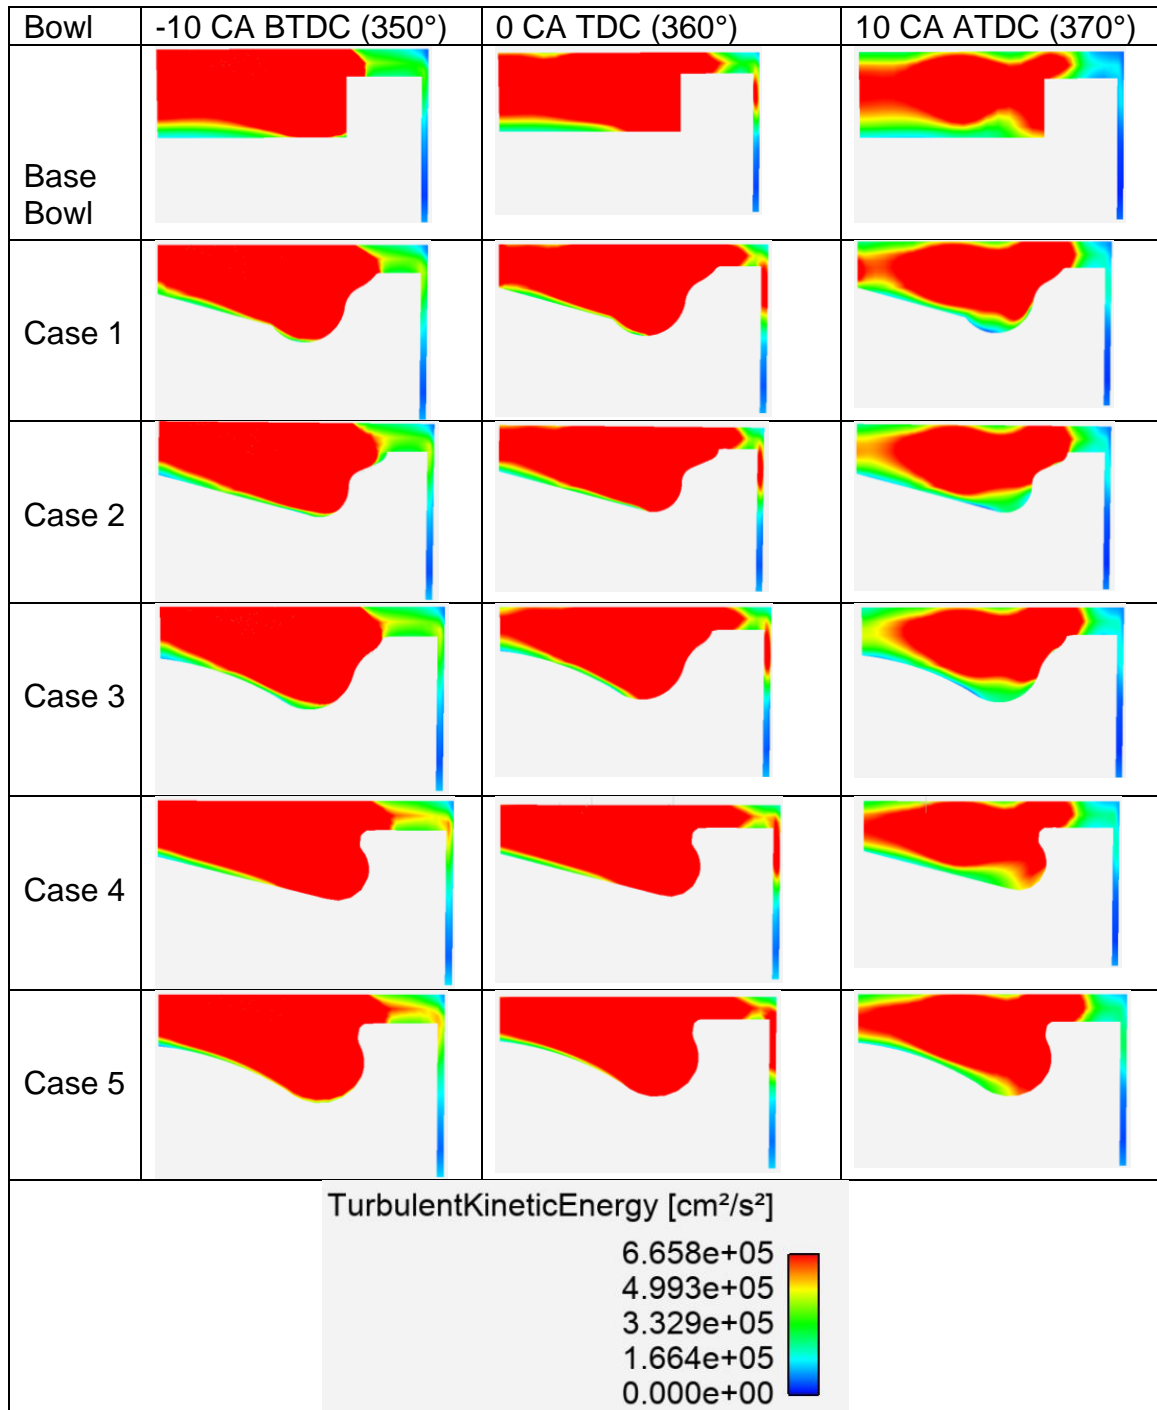 Bowl
-10 CA BTDC (350°)
0 CA TDC (360°)
10 CA ATDC (370°)
Base
Bowl
Case 1
Case 2
Case 3
Case 4
Case 5
TurbulentKineticEnergy [cm²/s²]
6.658e+05
4.993e+05
3.329e+05
1.664e+05
0.000e+00